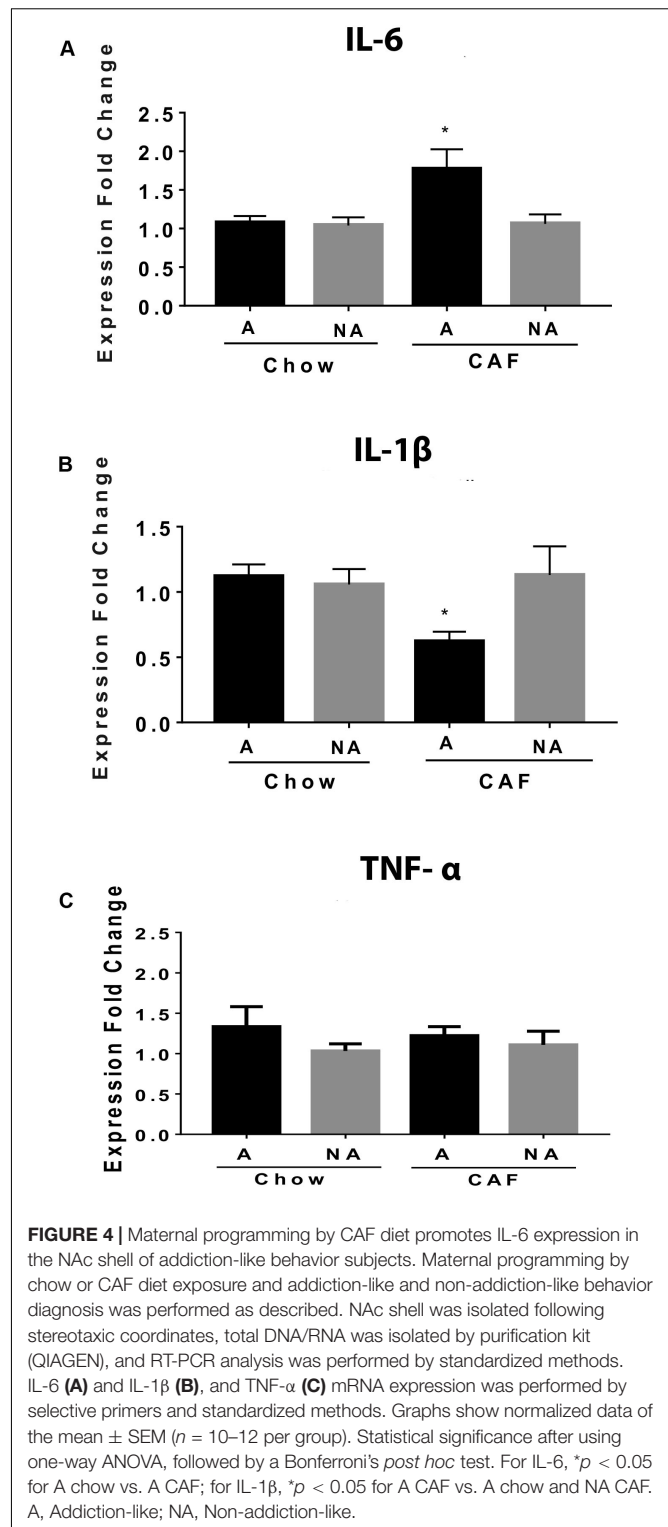 A
IL-6
Expression Fold Change
2.5
2.0
1.5
1.0
0.5
0.0
*
A NA A NA
Chow CAF
B
IL-1β
Expression Fold Change
1.5
1.0
0.5
0.0
*
A NA A NA
Chow CAF
TNF- α
C
Expression Fold Change
2.5
2.0
1.5
1.0
0.5
0.0
A NA A NA
Chow CAF
FIGURE 4 | Maternal programming by CAF diet promotes IL-6 expression in
the NAc shell of addiction-like behavior subjects. Maternal programming by
chow or CAF diet exposure and addiction-like and non-addiction-like behavior
diagnosis was performed as described. NAc shell was isolated following
stereotaxic coordinates, total DNA/RNA was isolated by purification kit
(QIAGEN), and RT-PCR analysis was performed by standardized methods.
IL-6 (A) and IL-1β (B), and TNF-α (C) mRNA expression was performed by
selective primers and standardized methods. Graphs show normalized data of
the mean ± SEM (n = 10–12 per group). Statistical significance after using
one-way ANOVA, followed by a Bonferroni's post hoc test. For IL-6, *p < 0.05
for A chow vs. A CAF; for IL-1β, *p < 0.05 for A CAF vs. A chow and NA CAF.
A, Addiction-like; NA, Non-addiction-like.